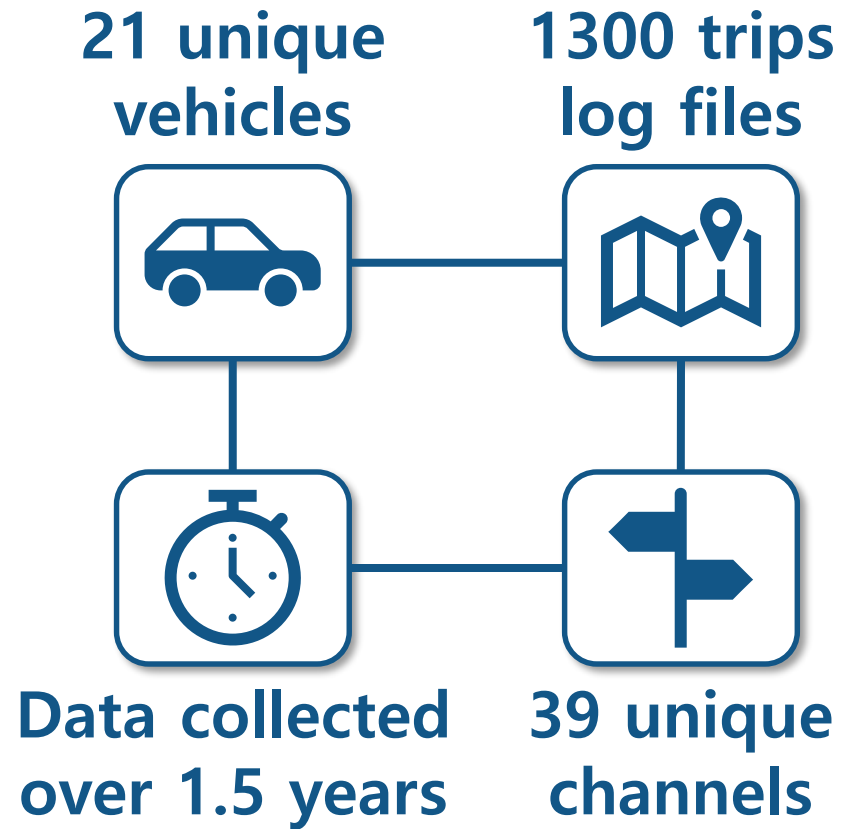 21 unique
vehicles
1300 trips
log files
Data collected
over 1.5 years
39 unique
channels